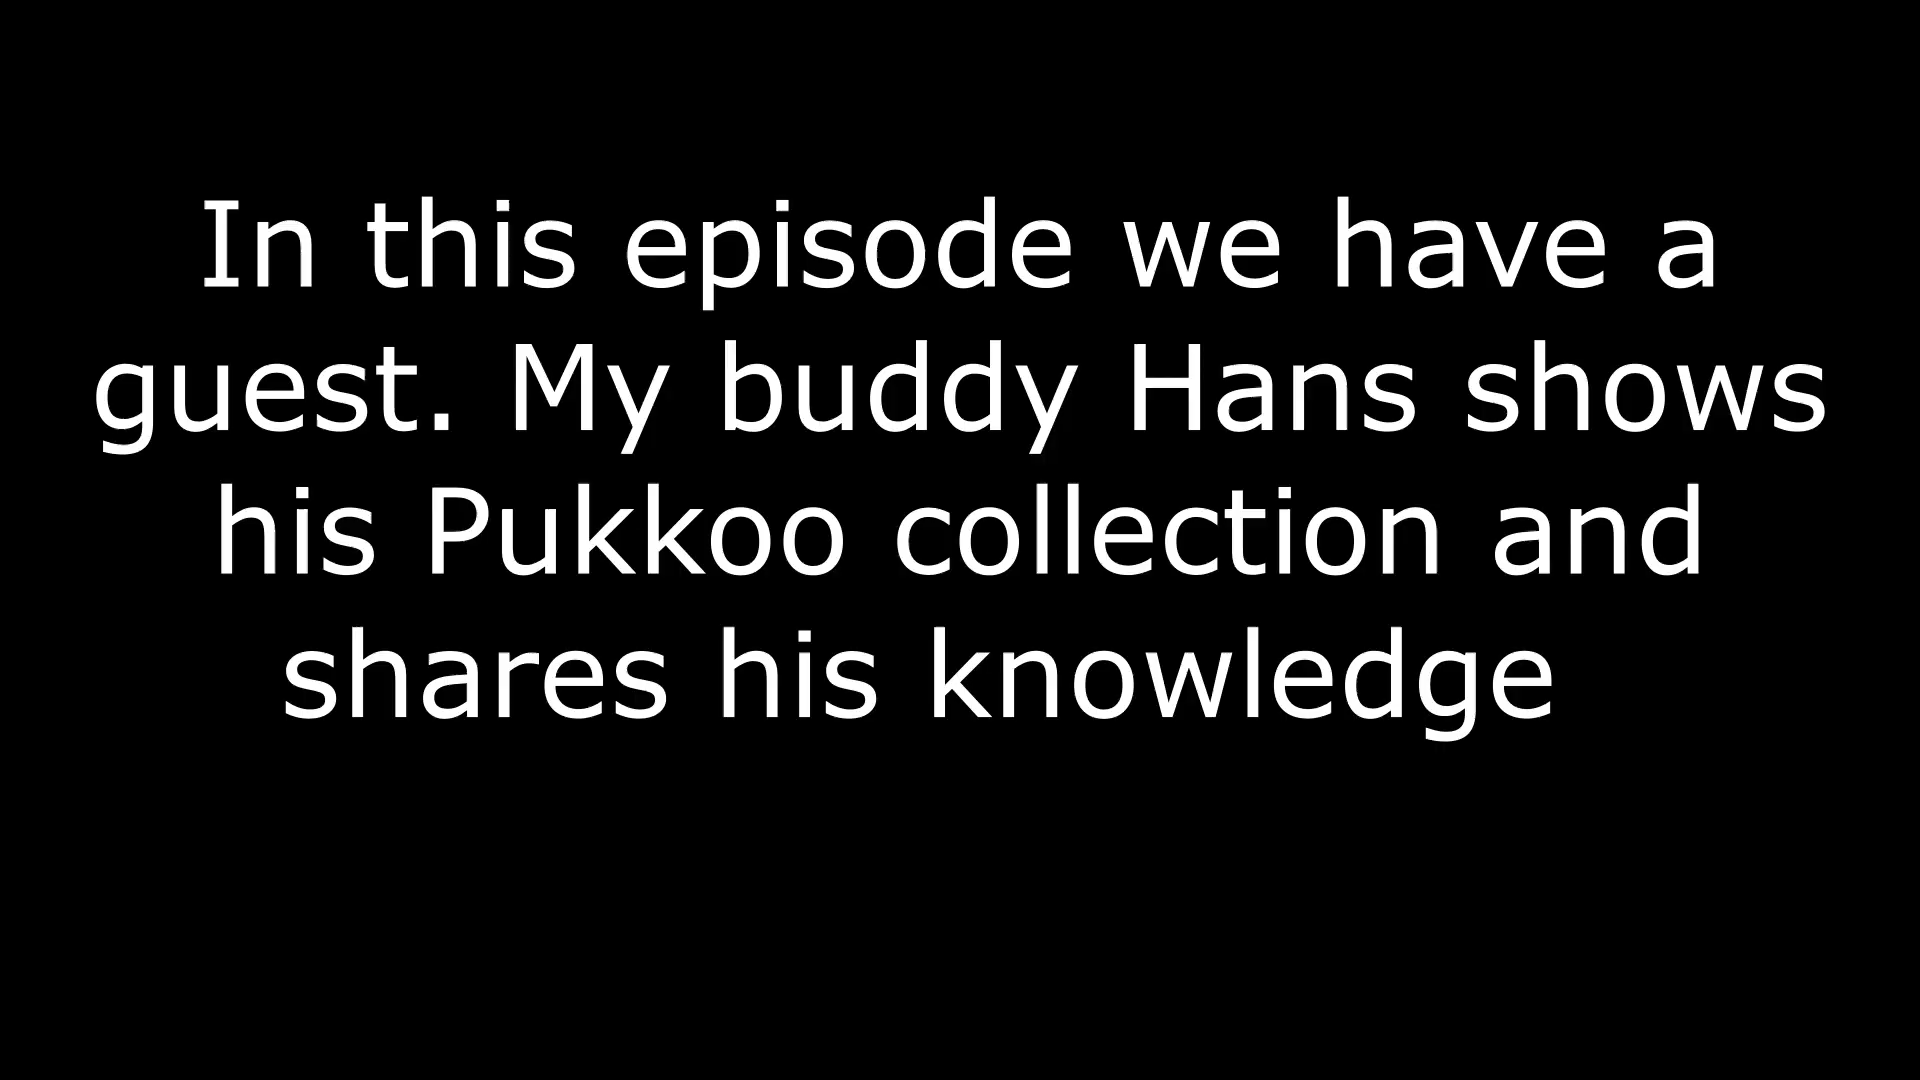 In this episode we have a
guest. My buddy Hans shows
his Pukkoo collection and
shares his knowledge